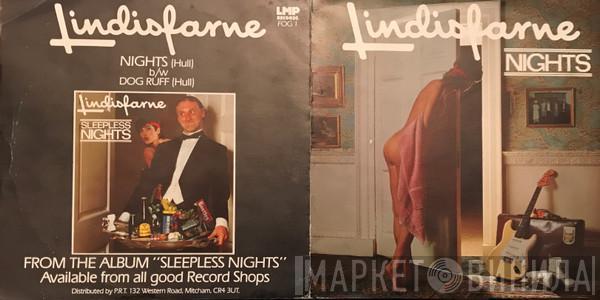 Lindisfarne
LMP
RECORDS
FOG 1
NIGHTS (Hull)
b/w
DOG RUFF (Hull)
Lindisfarne
SLEEPLESS
NIGHTS
FROM THE ALBUM "SLEEPLESS NIGHTS"
Available from all good Record Shops
Distributed by P.R.T. 132 Western Road, Mitcham, CR4 3UT.
Lindisfarne
NIGHTS
МАРКЕТ ВИНИЛА